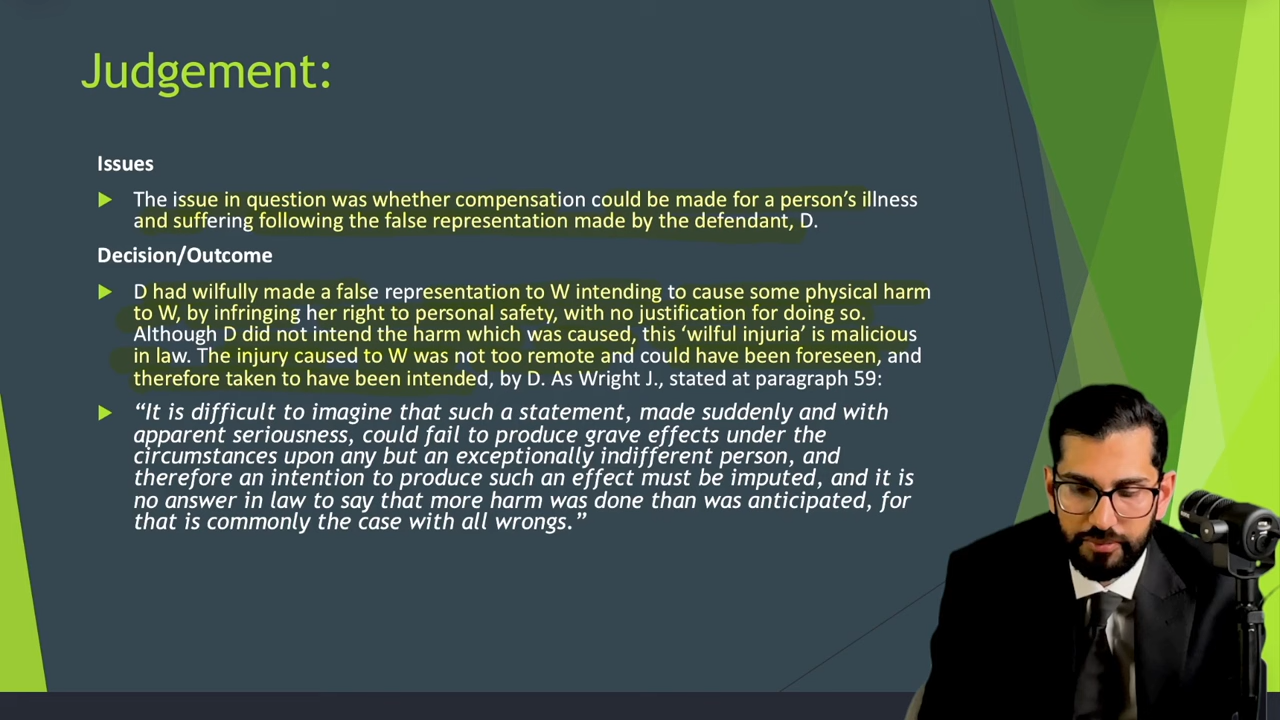 Judgement:
Issues
The issue in question was whether compensation could be made for a person’s illness
and suffering following the false representation made by the defendant, D.
Decision/Outcome
D had wilfully made a false representation to W intending to cause some physical harm
to W, by infringing her right to personal safety, with no justification for doing so.
Although D did not intend the harm which was caused, this ‘wilful injuria’ is malicious
in law. The injury caused to W was not too remote and could have been foreseen, and
therefore taken to have been intended, by D. As Wright J., stated at paragraph 59:
“It is difficult to imagine that such a statement, made suddenly and with
apparent seriousness, could fail to produce grave effects under the
circumstances upon any but an exceptionally indifferent person, and
therefore an intention to produce such an effect must be imputed, and it is
no answer in law to say that more harm was done than was anticipated, for
that is commonly the case with all wrongs.”